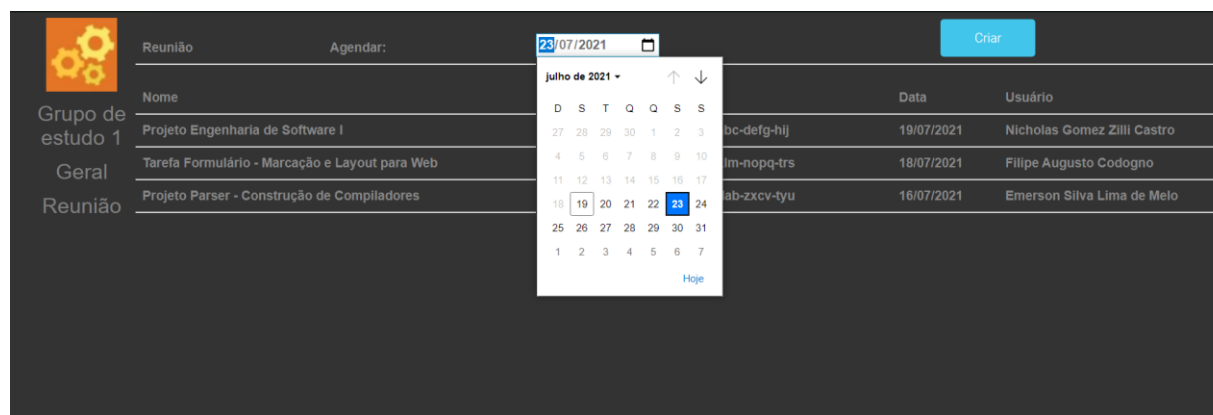 Reunião Agendar: 23/07/2021 Criar
julho de 2021
Nome Data Usuário
D S T Q Q S S
Grupo de estudo 1
Geral
Reunião
Projeto Engenharia de Software I bc-defg-hij 19/07/2021 Nicholas Gomez Zilli Castro
27 28 29 30 1 2 3
Tarefa Formulário - Marcação e Layout para Web lm-nopq-trs 18/07/2021 Filipe Augusto Codogno
4 5 6 7 8 9 10
11 12 13 14 15 16 17
Projeto Parser - Construção de Compiladores ab-zxcv-tyu 16/07/2021 Emerson Silva Lima de Melo
18 19 20 21 22 23 24
25 26 27 28 29 30 31
1 2 3 4 5 6 7
Hoje